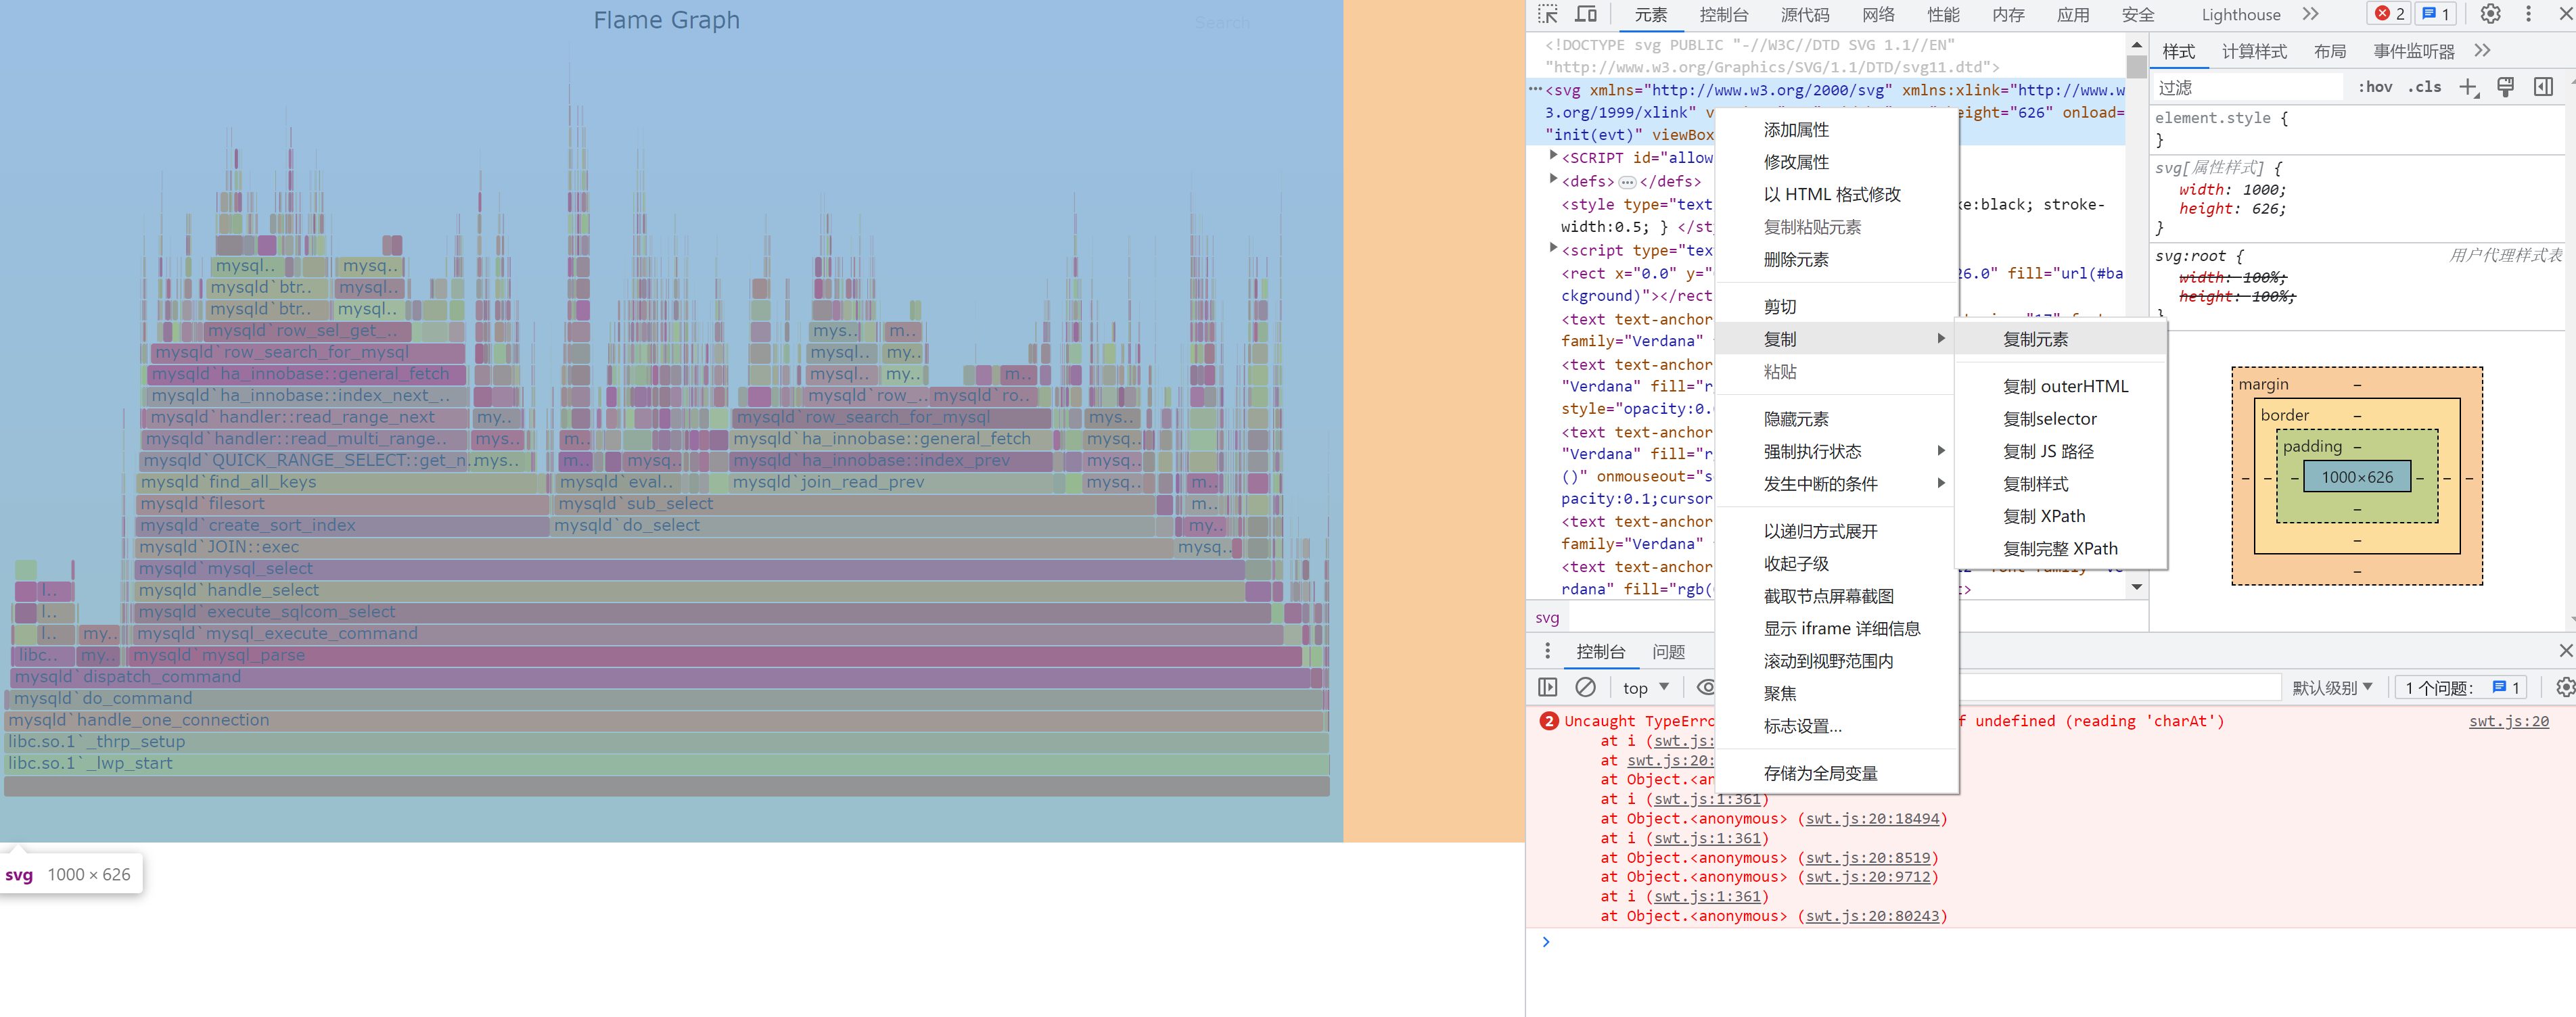 Flame Graph
Search
mysql..
mysq..
mysqld`btr..
mysql..
mysqld`btr..
mysql..
mysqld`row_sel_get_..
mys..
m..
mysqld`row_search_for_mysql
mysql..
my..
mysqld`ha_innobase::general_fetch
mysql..
my..
m..
mysqld`ha_innobase::index_next_..
mysqld`row_..
ro..
mysqld`handler::read_range_next
my..
mysqld`row_search_for_mysql
mys..
mysqld`handler::read_multi_range..
mys..
m..
mysqld`ha_innobase::general_fetch
mysq..
mysqld`QUICK_RANGE_SELECT::get_n..
mys..
m..
mysq..
mysqld`ha_innobase::index_prev
mysq..
mysqld`find_all_keys
mysqld`eval..
mysqld`join_read_prev
mysq..
m..
mysqld`filesort
mysqld`sub_select
m..
mysqld`create_sort_index
mysqld`do_select
my..
mysqld`JOIN::exec
mysq..
mysqld`mysql_select
l..
mysqld`handle_select
l..
mysqld`execute_sqlcom_select
l..
my..
mysqld`mysql_execute_command
libc..
my..
mysqld`mysql_parse
mysqld`dispatch_command
mysqld`do_command
mysqld`handle_one_connection
libc.so.1`_thrp_setup
libc.so.1`_lwp_start
svg 1000 × 626
元素 控制台 源代码 网络 性能 内存 应用 安全 Lighthouse 2 1
<!DOCTYPE svg PUBLIC "-//W3C//DTD SVG 1.1//EN"
"http://www.w3.org/Graphics/SVG/1.1/DTD/svg11.dtd">
<svg xmlns="http://www.w3.org/2000/svg" xmlns:xlink="http://www.w
3.org/1999/xlink" v eight="626" onload=
"init(evt)" viewBox
<SCRIPT id="allow
<defs> </defs>
<style type="text e:black; stroke-
width:0.5; } </st
<script type="tex
<rect x="0.0" y=" 26.0" fill="url(#ba
ckground)"></rect
<text text-anchor
family="Verdana"
<text text-anchor
"Verdana" fill="r
style="opacity:0.
<text text-anchor
"Verdana" fill="r
()" onmouseout="s
pacity:0.1;cursor
<text text-anchor
family="Verdana"
<text text-anchor
rdana" fill="rgb( t>
svg
添加属性
修改属性
以 HTML 格式修改
复制粘贴元素
删除元素
剪切
复制
粘贴
隐藏元素
强制执行状态
发生中断的条件
以递归方式展开
收起子级
截取节点屏幕截图
显示 iframe 详细信息
滚动到视野范围内
聚焦
标志设置...
存储为全局变量
复制元素
复制 outerHTML
复制selector
复制 JS 路径
复制样式
复制 XPath
复制完整 XPath
样式 计算样式 布局 事件监听器
过滤 :hov .cls
element.style {
}
svg[属性样式] {
width: 1000;
height: 626;
}
svg:root { 用户代理样式表
width: 100%;
height: 100%;
}
margin –
border –
padding –
– – – 1000×626 – – –
–
–
–
控制台 问题
top 默认级别 1 个问题: 1
2 Uncaught TypeErro f undefined (reading 'charAt') swt.js:20
at i (swt.js:
at swt.js:20:
at Object.<an
at i (swt.js:1:361)
at Object.<anonymous> (swt.js:20:18494)
at i (swt.js:1:361)
at Object.<anonymous> (swt.js:20:8519)
at Object.<anonymous> (swt.js:20:9712)
at i (swt.js:1:361)
at Object.<anonymous> (swt.js:20:80243)